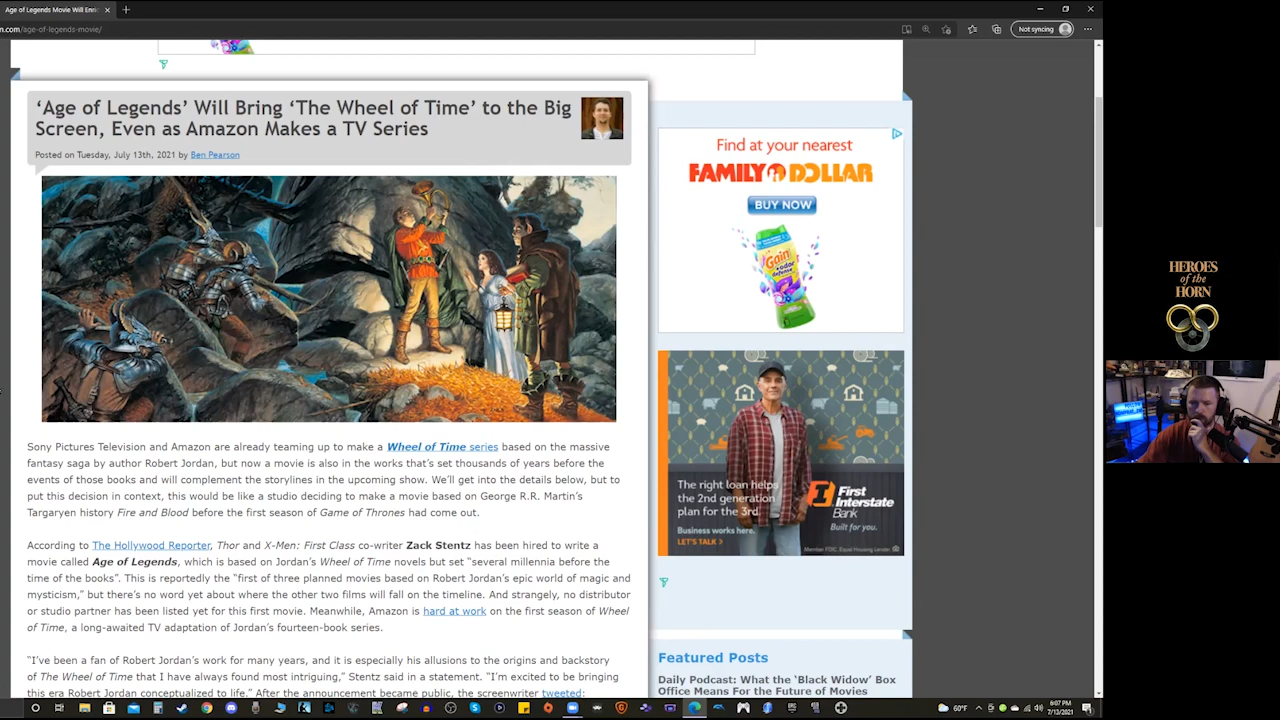 Age of Legends Movie Will Enri
n.com/age-of-legends-movie/
Not syncing
‘Age of Legends’ Will Bring ‘The Wheel of Time’ to the Big
Screen, Even as Amazon Makes a TV Series
Posted on Tuesday, July 13th, 2021 by Ben Pearson
Sony Pictures Television and Amazon are already teaming up to make a Wheel of Time series based on the massive
fantasy saga by author Robert Jordan, but now a movie is also in the works that’s set thousands of years before the
events of those books and will complement the storylines in the upcoming show. We’ll get into the details below, but to
put this decision in context, this would be like a studio deciding to make a movie based on George R.R. Martin’s
Targaryen history Fire and Blood before the first season of Game of Thrones had come out.
According to The Hollywood Reporter, Thor and X-Men: First Class co-writer Zack Stentz has been hired to write a
movie called Age of Legends, which is based on Jordan’s Wheel of Time novels but set “several millennia before the
time of the books”. This is reportedly the “first of three planned movies based on Robert Jordan’s epic world of magic and
mysticism,” but there’s no word yet about where the other two films will fall on the timeline. And strangely, no distributor
or studio partner has been listed yet for this first movie. Meanwhile, Amazon is hard at work on the first season of Wheel
of Time, a long-awaited TV adaptation of Jordan’s fourteen-book series.
“I’ve been a fan of Robert Jordan’s work for many years, and it is especially his allusions to the origins and backstory
of The Wheel of Time that I have always found most intriguing,” Stentz said in a statement. “I’m excited to be bringing
this era Robert Jordan conceptualized to life.” After the announcement became public, the screenwriter tweeted:
Find at your nearest
FAMILY DOLLAR
BUY NOW
Gain
+odor
defense
The right loan helps
the 2nd generation
plan for the 3rd.
Business works here.
LET'S TALK >
First
Interstate
Bank
Built for you.
Member FDIC. Equal Housing Lender.
Featured Posts
Daily Podcast: What the ‘Black Widow’ Box
Office Means For the Future of Movies
HEROES
of the
HORN
60°F
6:07 PM
7/13/2021